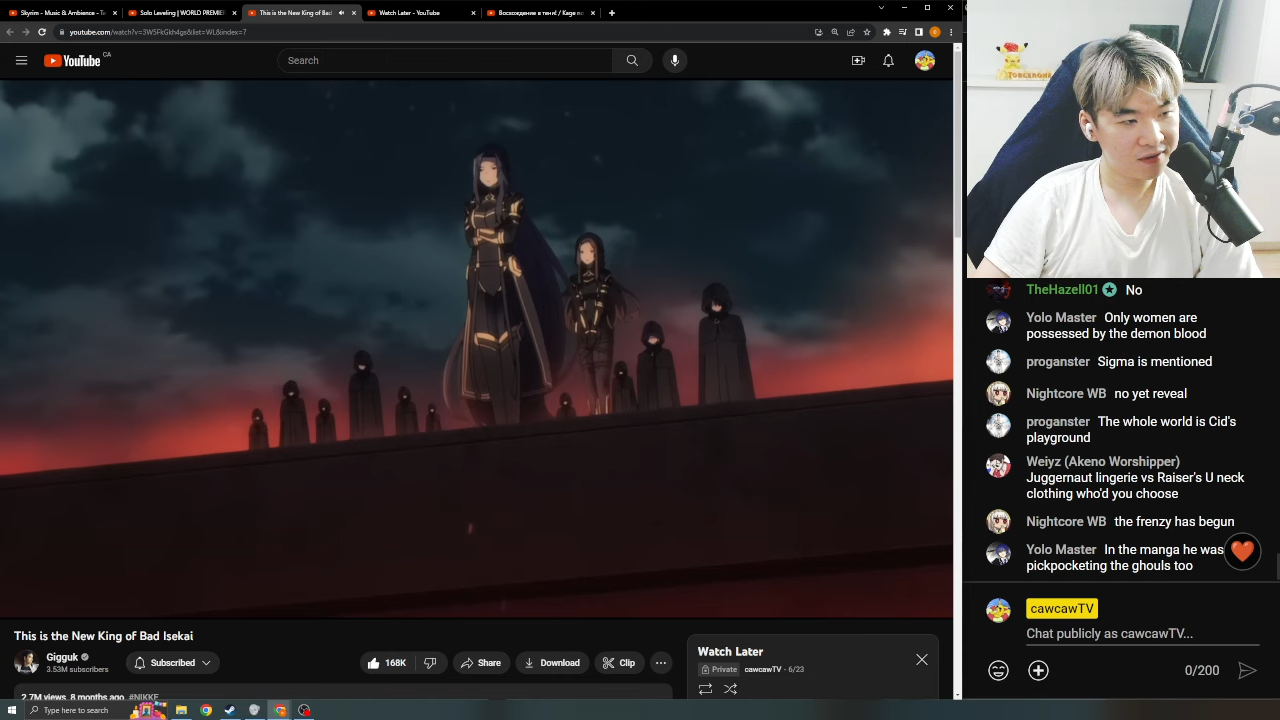 Skyrim - Music & Ambience - Te
Solo Leveling | WORLD PREMIER
This is the New King of Bad
Watch Later - YouTube
Восхождение в тени! / Kage
youtube.com/watch?v=3W5FkGkh4gs&list=WL&index=7
YouTube CA
Search
TheHazell01 No
Yolo Master Only women are
possessed by the demon blood
proganster Sigma is mentioned
Nightcore WB no yet reveal
proganster The whole world is Cid's
playground
Weiyz (Akeno Worshipper)
Juggernaut lingerie vs Raiser's U neck
clothing who'd you choose
Nightcore WB the frenzy has begun
Yolo Master In the manga he was
pickpocketing the ghouls too
cawcawTV
Chat publicly as cawcawTV...
0/200
This is the New King of Bad Isekai
Gigguk
3.53M subscribers
Subscribed
168K
Share
Download
Clip
Watch Later
Private cawcawTV - 6/23
2.7M views 8 months ago #NIKKE
Type here to search